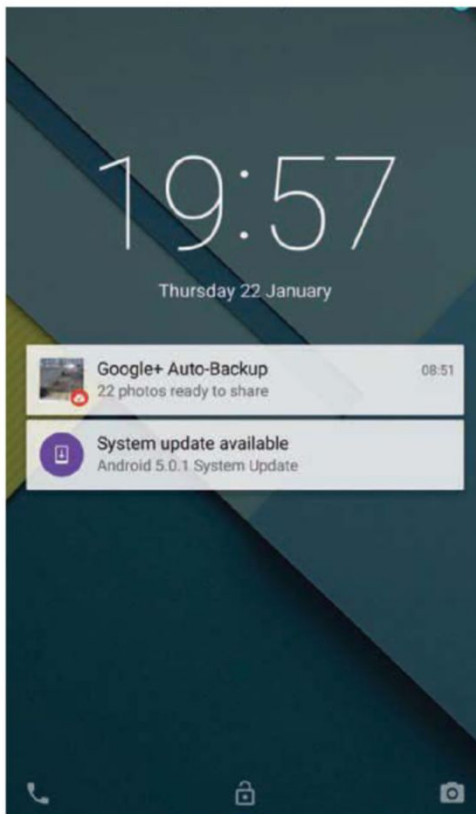 19:57
Thursday 22 January
Google+ Auto-Backup 08:51
22 photos ready to share
System update available
Android 5.0.1 System Update